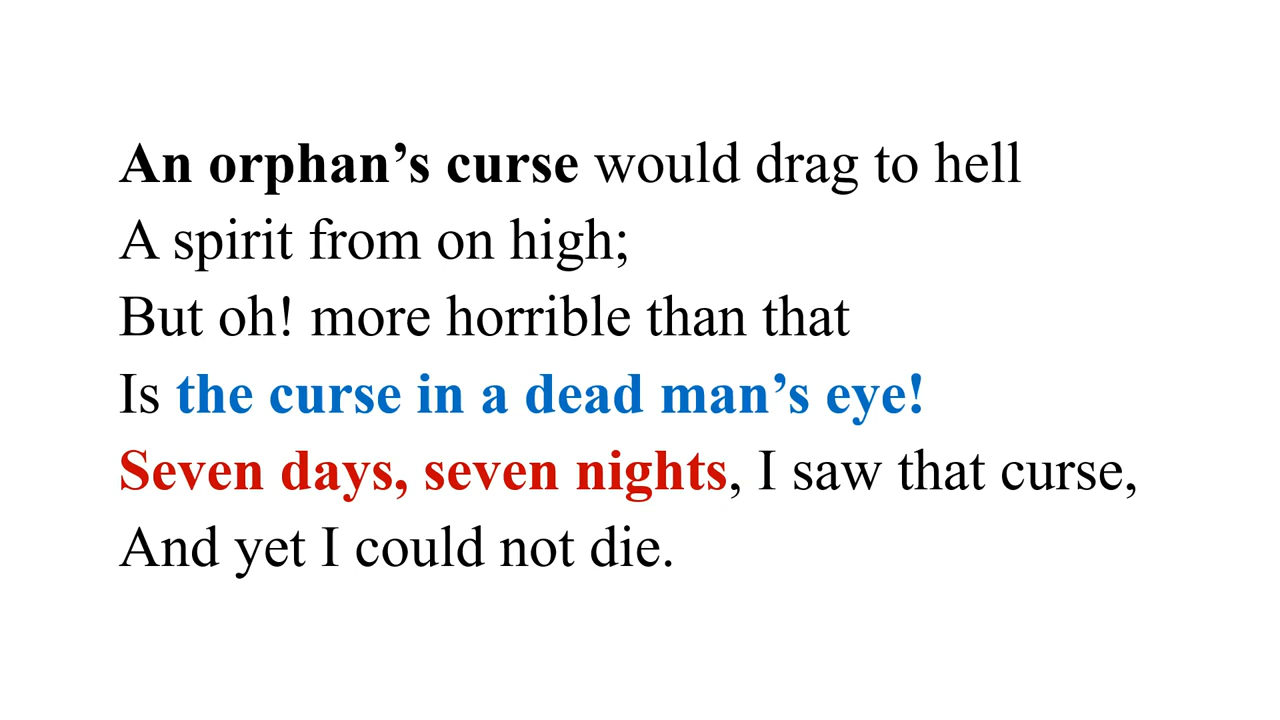 An orphan’s curse would drag to hell
A spirit from on high;
But oh! more horrible than that
Is the curse in a dead man’s eye!
Seven days, seven nights, I saw that curse,
And yet I could not die.